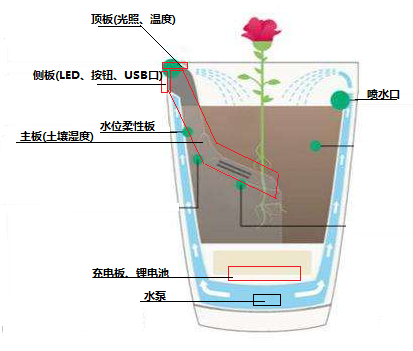 顶板(光照、温度)
侧板(LED、按钮、USB口)
喷水口
水位柔性板
主板(土壤湿度)
充电板、锂电池
水泵